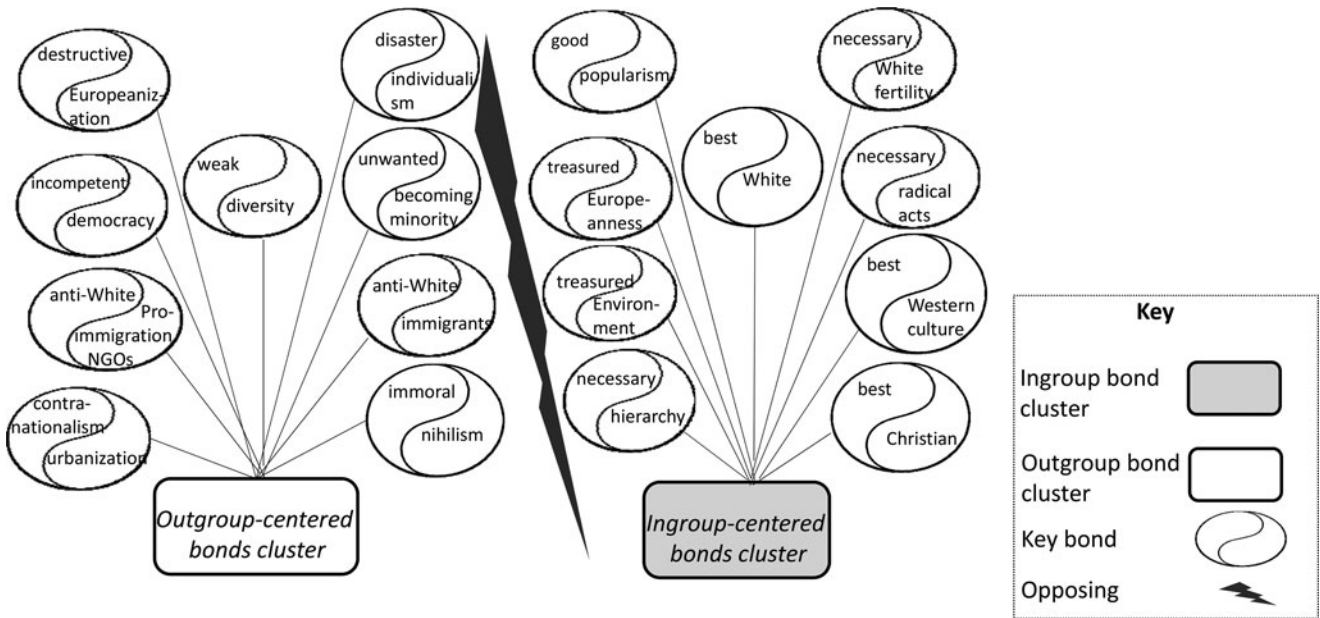 destructive
Europeaniz-
ation
disaster
individuali
sm
weak
diversity
incompetent
democracy
unwanted
becoming
minority
anti-White
Pro-
immigration
NGOs
anti-White
immigrants
contra-
nationalism
urbanization
immoral
nihilism
Outgroup-centered
bonds cluster
good
popularism
necessary
White
fertility
best
White
treasured
Europe-
anness
necessary
radical
acts
treasured
Environ-
ment
best
Western
culture
necessary
hierarchy
best
Christian
Ingroup-centered
bonds cluster
Key
Ingroup bond
cluster
Outgroup bond
cluster
Key bond
Opposing